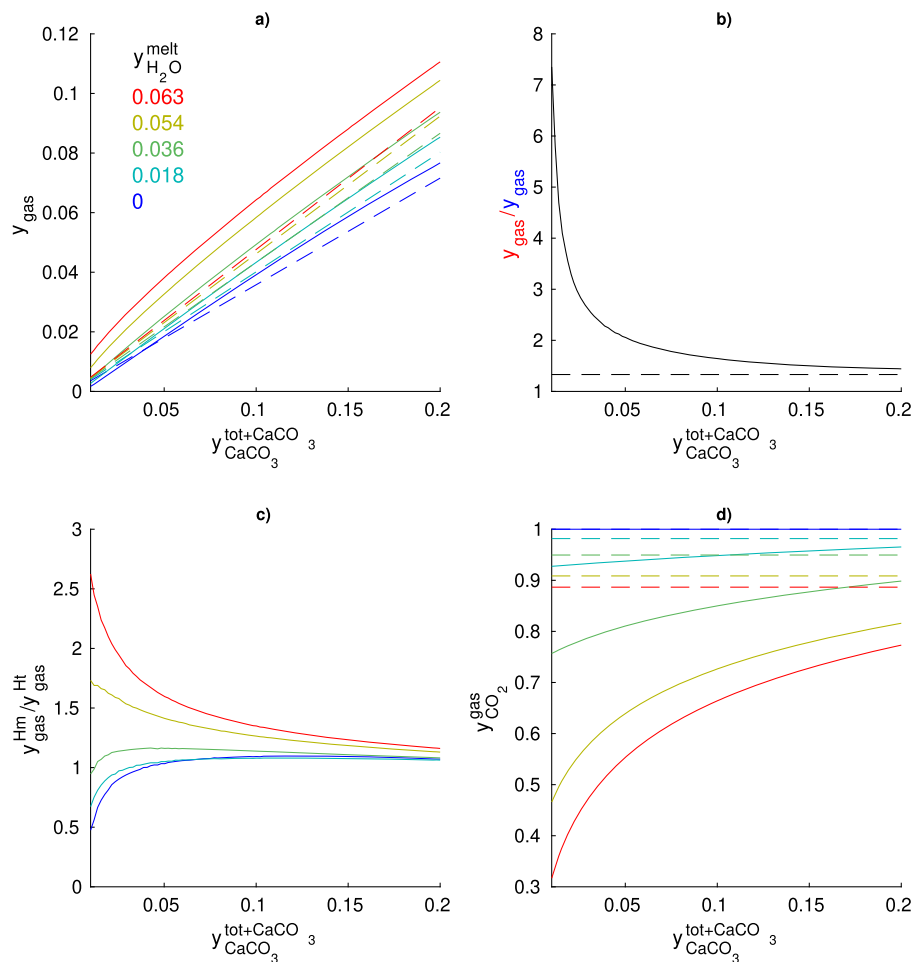 a)
y_gas
0.12
0.1
0.08
0.06
0.04
0.02
0
y^melt_H2O
0.063
0.054
0.036
0.018
0
0.05 0.1 0.15 0.2
y^tot+CaCO3_CaCO3
b)
y_gas/y_gas
8
7
6
5
4
3
2
1
0.05 0.1 0.15 0.2
y^tot+CaCO3_CaCO3
c)
y^Hm_gas/y^Ht_gas
3
2.5
2
1.5
1
0.5
0
0.05 0.1 0.15 0.2
y^tot+CaCO3_CaCO3
d)
y^gas_CO2
1
0.9
0.8
0.7
0.6
0.5
0.4
0.3
0.05 0.1 0.15 0.2
y^tot+CaCO3_CaCO3